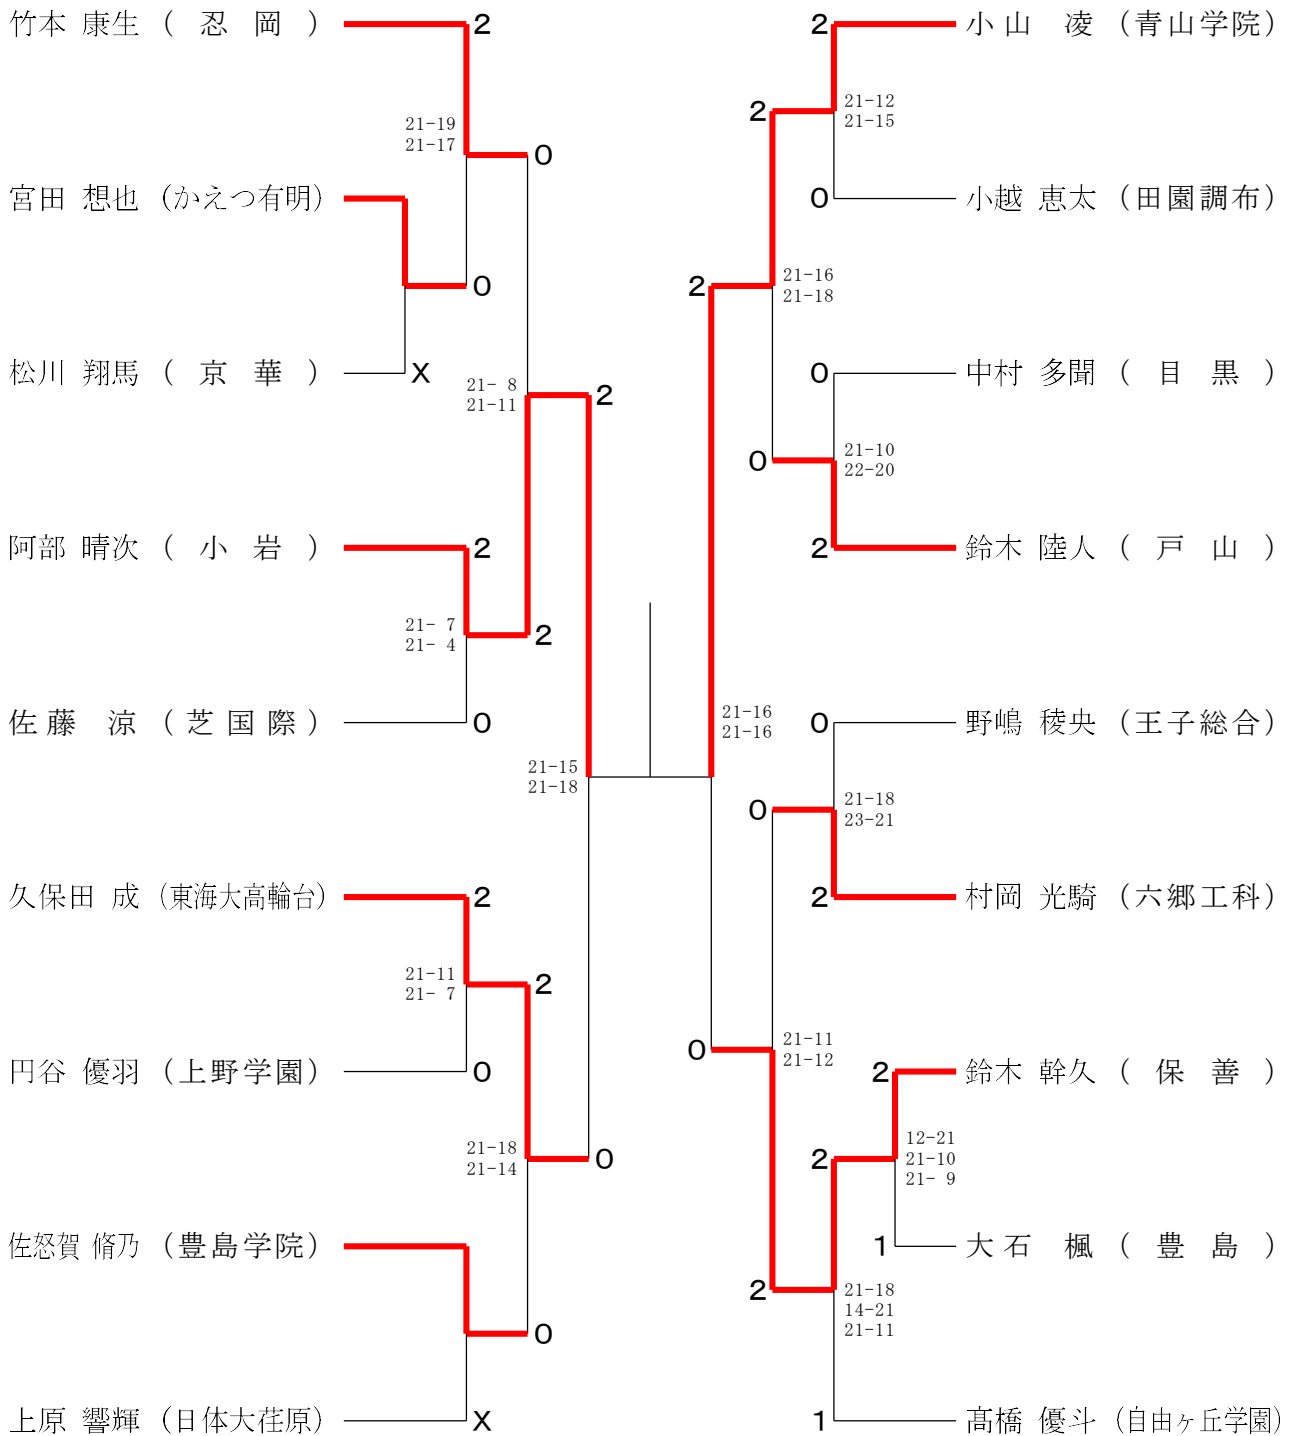 竹本 康生 ( 忍 岡 )
2
21-19
21-17
0
宮田 想也 (かえつ有明)
0
松川 翔馬 ( 京 華 )
X
21- 8
21-11
2
阿部 晴次 ( 小 岩 )
2
21- 7
21- 4
2
佐藤 涼 ( 芝国際 )
0
21-15
21-18
久保田 成 (東海大高輪台)
2
21-11
21- 7
2
円谷 優羽 (上野学園)
0
21-18
21-14
0
佐怒賀 脩乃 (豊島学院)
0
上原 響輝 (日体大荏原)
X
2
小山 凌 (青山学院)
2
21-12
21-15
0
小越 恵太 (田園調布)
2
21-16
21-18
0
中村 多聞 ( 目 黒 )
0
21-10
22-20
2
鈴木 陸人 ( 戸 山 )
21-16
21-16
0
野嶋 稜央 (王子総合)
0
21-18
23-21
2
村岡 光騎 (六郷工科)
0
21-11
21-12
2
鈴木 幹久 ( 保 善 )
2
12-21
21-10
21- 9
1
大石 楓 ( 豊 島 )
2
21-18
14-21
21-11
1
髙橋 優斗 (自由ヶ丘学園)